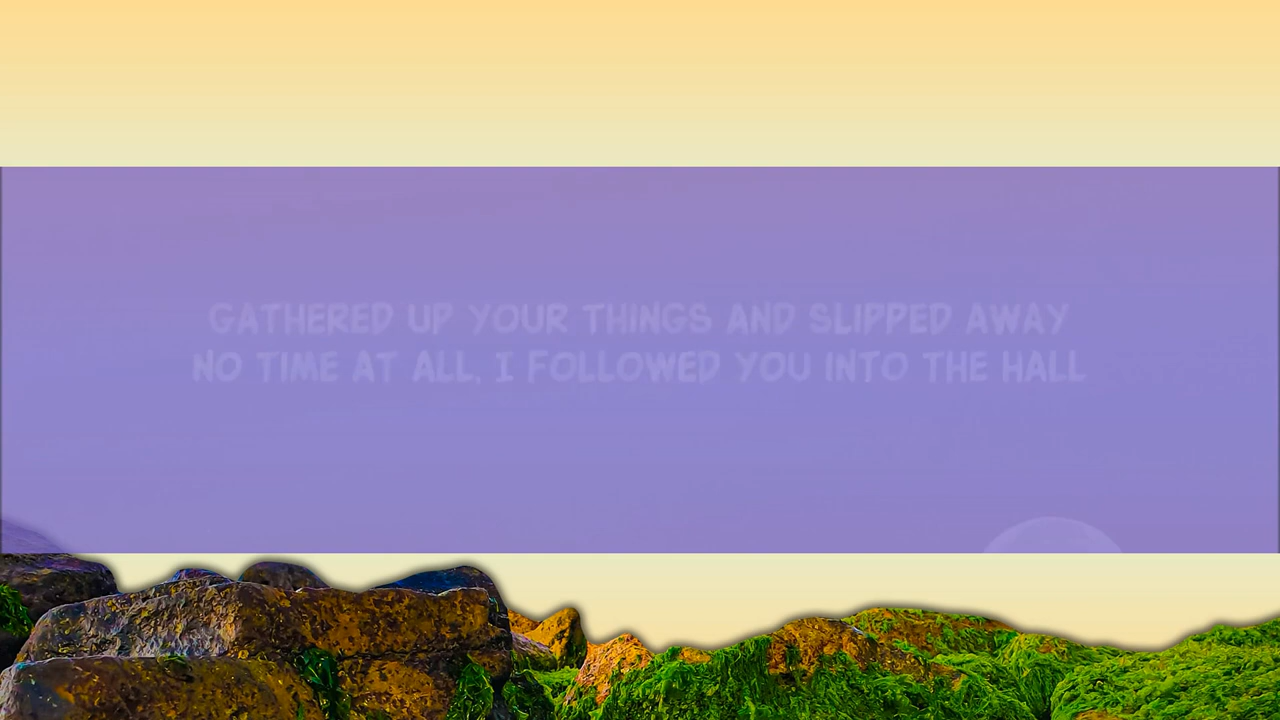 GATHERED UP YOUR THINGS AND SLIPPED AWAY
NO TIME AT ALL, I FOLLOWED YOU INTO THE HALL